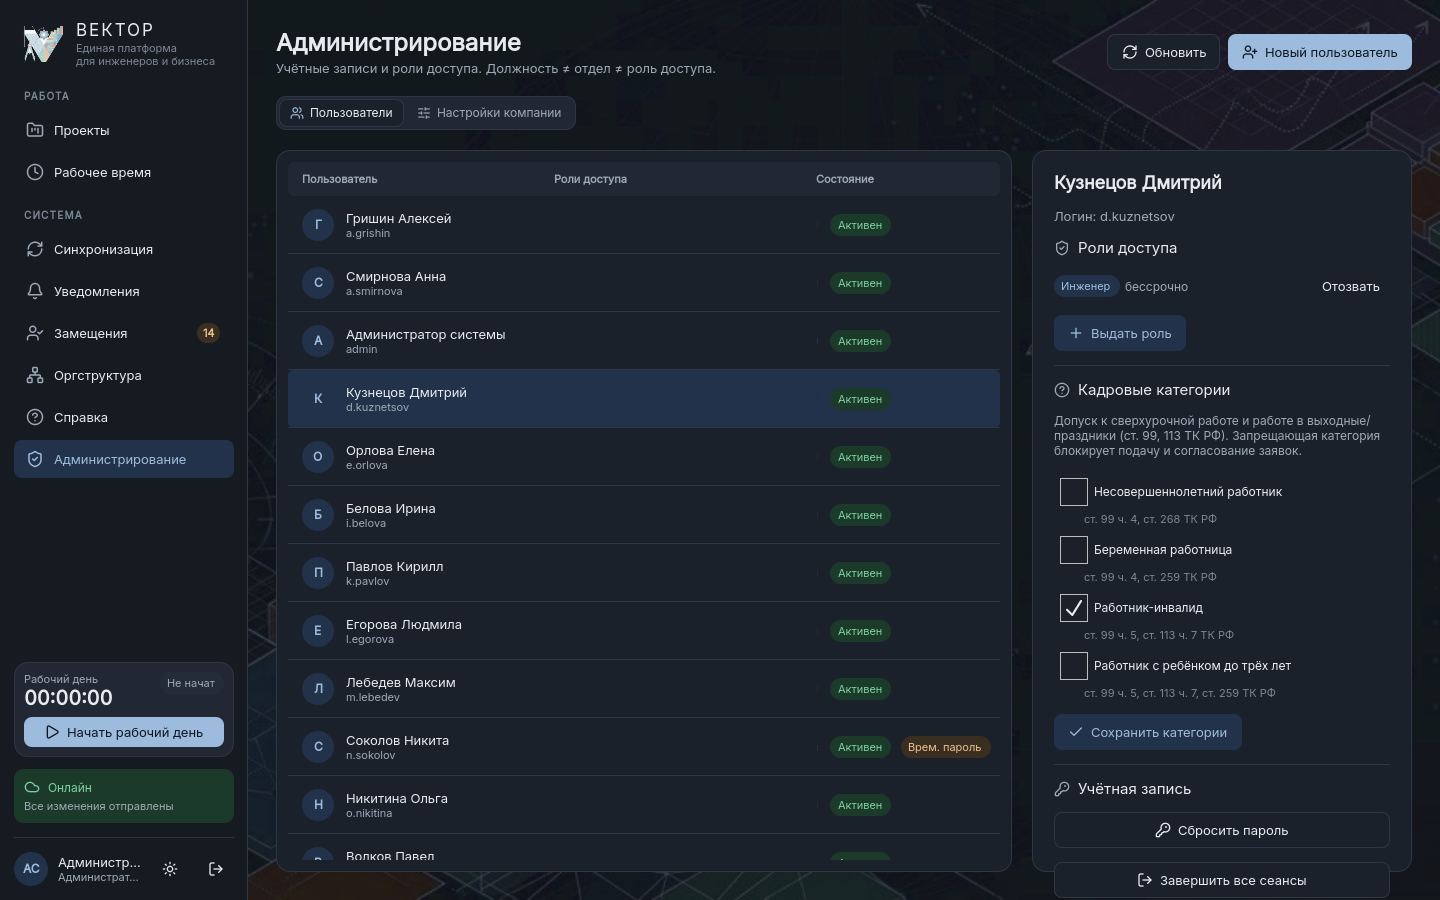 ВЕКТОР
Единая платформа
для инженеров и бизнеса
РАБОТА
Проекты
Рабочее время
СИСТЕМА
Синхронизация
Уведомления
Замещения
14
Оргструктура
Справка
Администрирование
Рабочий день
Не начат
00:00:00
Начать рабочий день
Онлайн
Все изменения отправлены
АС
Администр...
Администрат...
Администрирование
Учётные записи и роли доступа. Должность ≠ отдел ≠ роль доступа.
Обновить
Новый пользователь
Пользователи
Настройки компании
Пользователь
Роли доступа
Состояние
Г
Гришин Алексей
a.grishin
Активен
С
Смирнова Анна
a.smirnova
Активен
А
Администратор системы
admin
Активен
К
Кузнецов Дмитрий
d.kuznetsov
Активен
О
Орлова Елена
e.orlova
Активен
Б
Белова Ирина
i.belova
Активен
П
Павлов Кирилл
k.pavlov
Активен
Е
Егорова Людмила
l.egorova
Активен
Л
Лебедев Максим
m.lebedev
Активен
С
Соколов Никита
n.sokolov
Активен
Врем. пароль
Н
Никитина Ольга
o.nikitina
Активен
Волков Павел
Кузнецов Дмитрий
Логин: d.kuznetsov
Роли доступа
Инженер
бессрочно
Отозвать
Выдать роль
Кадровые категории
Допуск к сверхурочной работе и работе в выходные/
праздники (ст. 99, 113 ТК РФ). Запрещающая категория
блокирует подачу и согласование заявок.
Несовершеннолетний работник
ст. 99 ч. 4, ст. 268 ТК РФ
Беременная работница
ст. 99 ч. 4, ст. 259 ТК РФ
Работник-инвалид
ст. 99 ч. 5, ст. 113 ч. 7 ТК РФ
Работник с ребёнком до трёх лет
ст. 99 ч. 5, ст. 113 ч. 7, ст. 259 ТК РФ
Сохранить категории
Учётная запись
Сбросить пароль
Завершить все сеансы